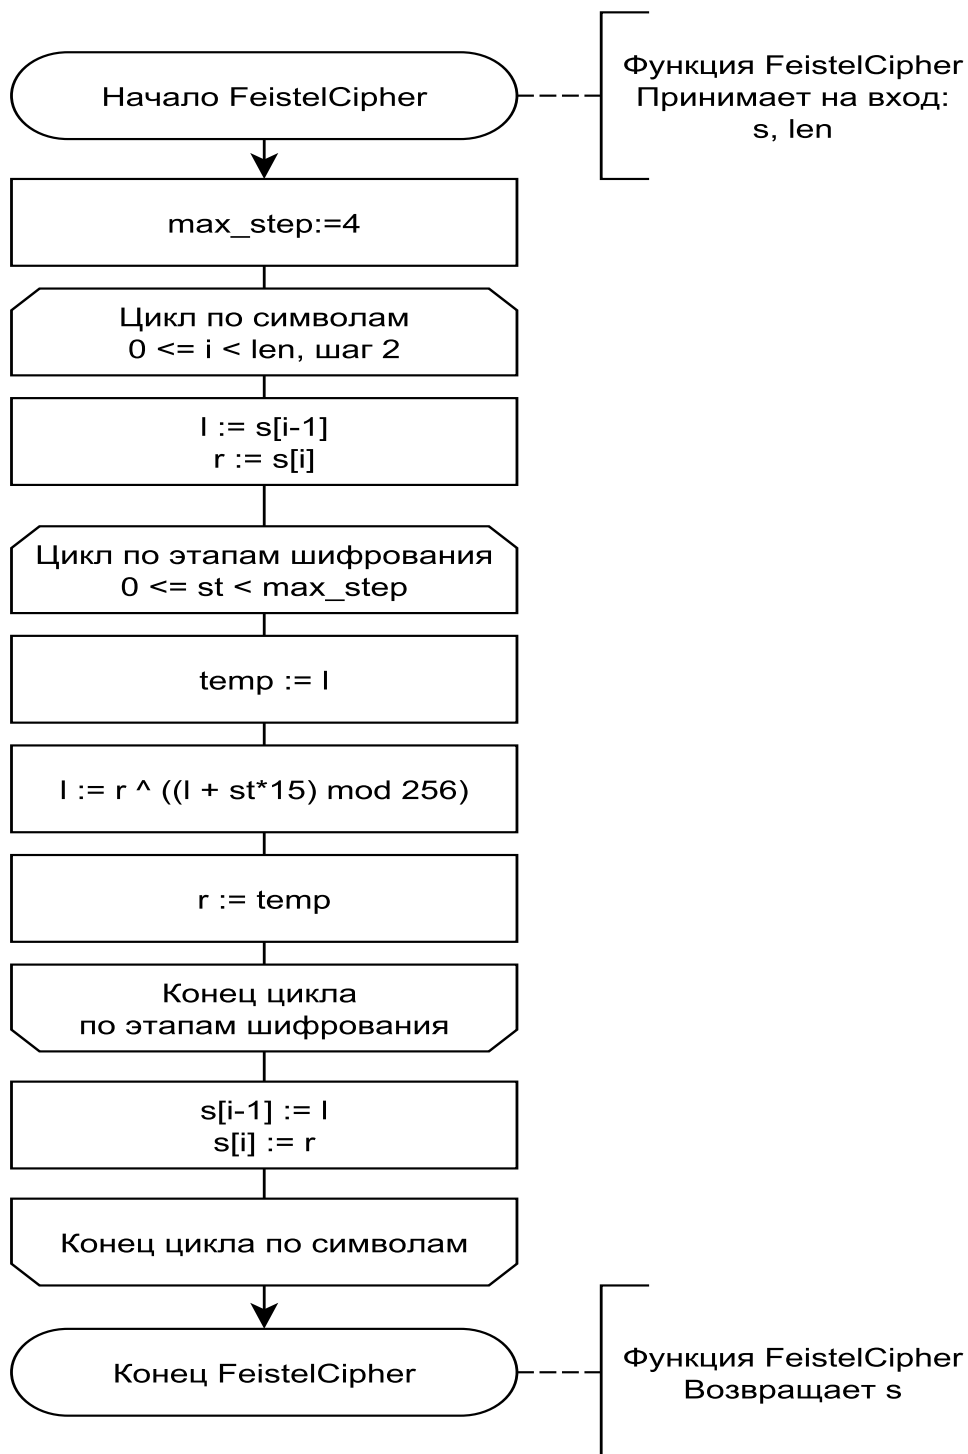 Начало FeistelCipher
Функция FeistelCipher
Принимает на вход:
s, len
max_step:=4
Цикл по символам
0 <= i < len, шаг 2
l := s[i-1]
r := s[i]
Цикл по этапам шифрования
0 <= st < max_step
temp := l
l := r ^ ((l + st*15) mod 256)
r := temp
Конец цикла
по этапам шифрования
s[i-1] := l
s[i] := r
Конец цикла по символам
Конец FeistelCipher
Функция FeistelCipher
Возвращает s